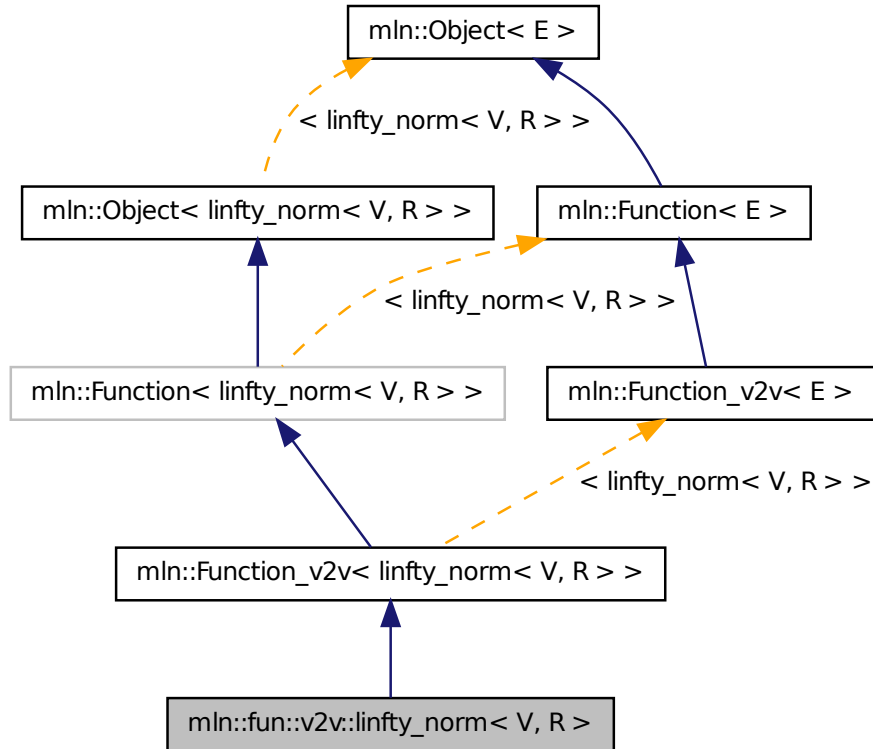 mln::Object< E >
< linfty_norm< V, R > >
mln::Object< linfty_norm< V, R > >
mln::Function< E >
< linfty_norm< V, R > >
mln::Function< linfty_norm< V, R > >
mln::Function_v2v< E >
< linfty_norm< V, R > >
mln::Function_v2v< linfty_norm< V, R > >
mln::fun::v2v::linfty_norm< V, R >